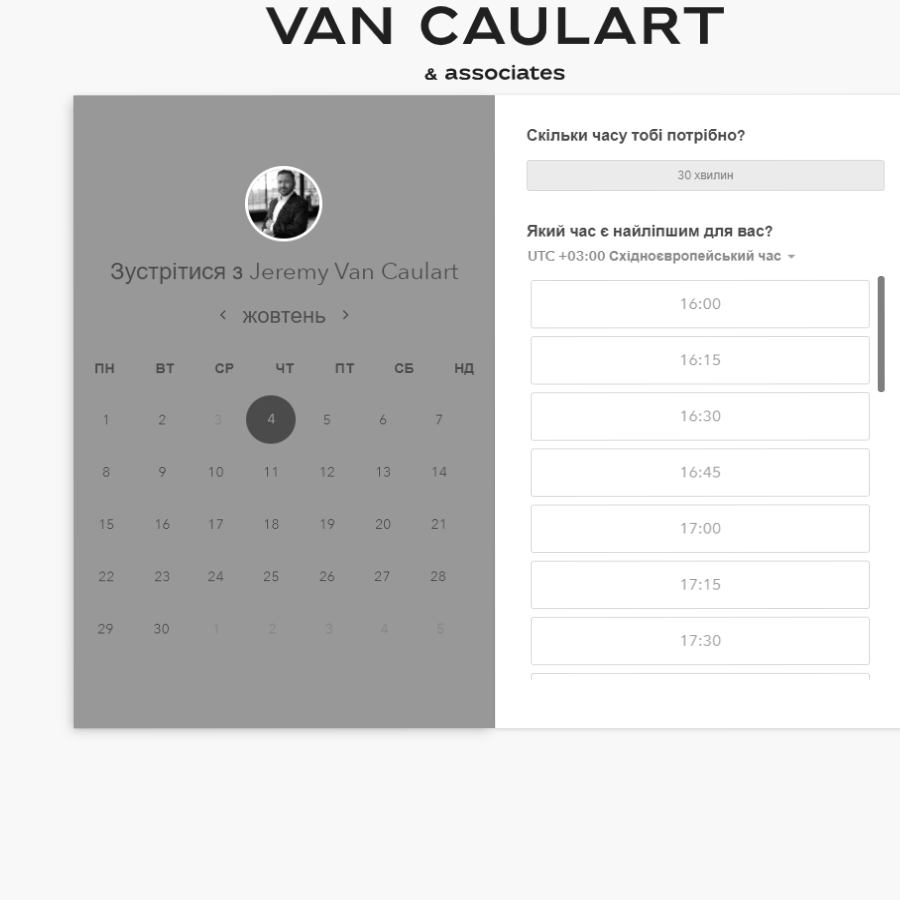 VAN CAULART
& associates
Зустрітися з Jeremy Van Caulart
жовтень
ПН ВТ СР ЧТ ПТ СБ НД
1 2 3 4 5 6 7
8 9 10 11 12 13 14
15 16 17 18 19 20 21
22 23 24 25 26 27 28
29 30 1 2 3 4 5
Скільки часу тобі потрібно?
30 хвилин
Який час є найліпшим для вас?
UTC +03:00 Східноєвропейський час
16:00
16:15
16:30
16:45
17:00
17:15
17:30